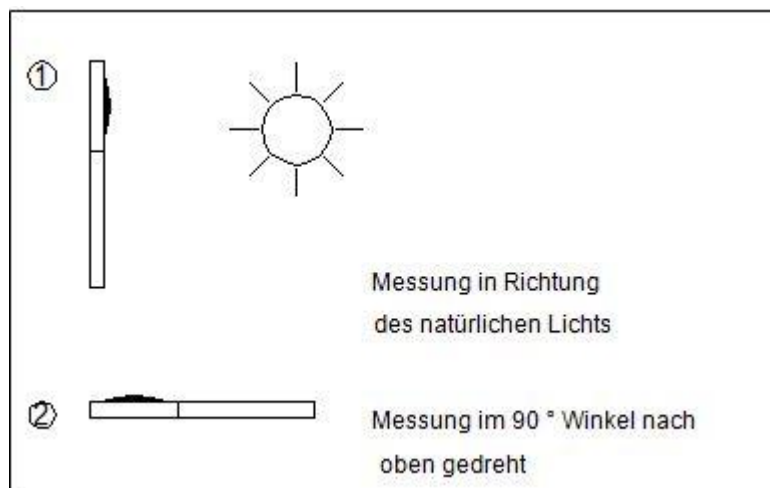 ①
Messung in Richtung
des natürlichen Lichts
②
Messung im 90 ° Winkel nach
oben gedreht